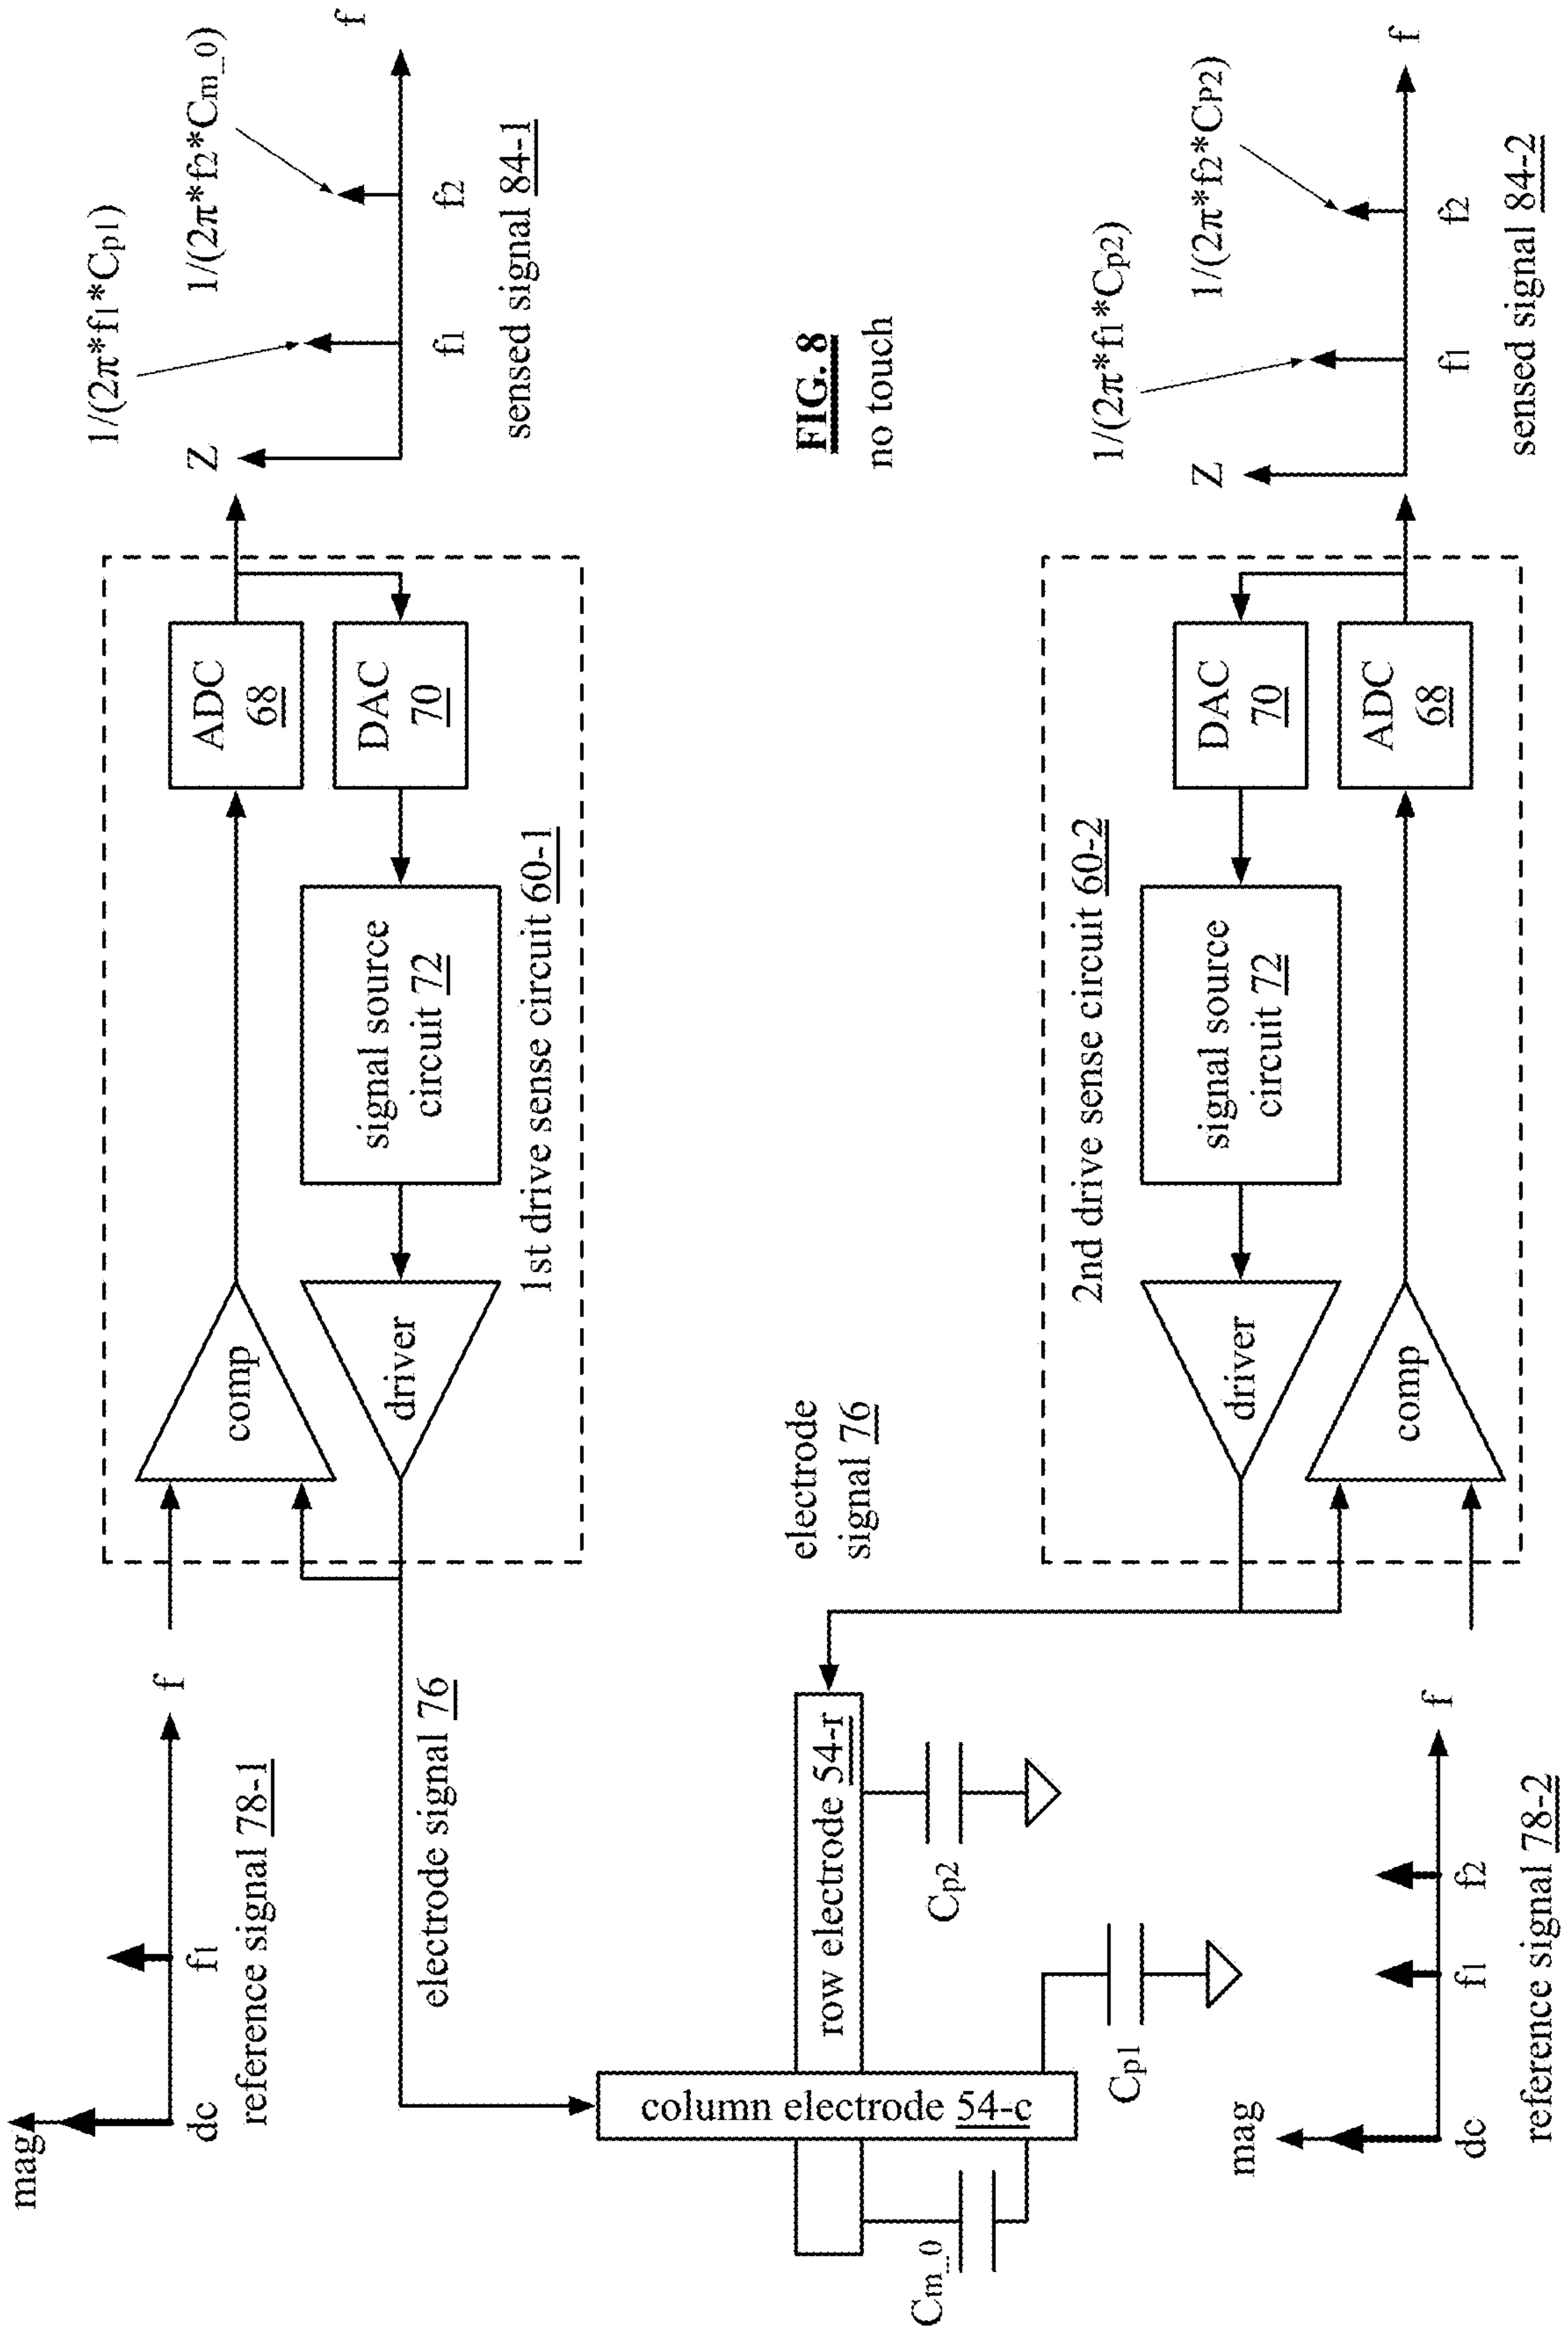 mag
dc
f1
f
reference signal 78-1
comp
ADC
68
driver
signal source
circuit 72
DAC
70
1st drive sense circuit 60-1
Z
1/(2π*f1*Cp1)
1/(2π*f2*Cm_0)
f1
f2
f
sensed signal 84-1
electrode signal 76
column electrode 54-c
row electrode 54-r
Cm_0
Cp1
Cp2
electrode
signal 76
FIG. 8
no touch
mag
dc
f1
f2
f
reference signal 78-2
2nd drive sense circuit 60-2
driver
signal source
circuit 72
DAC
70
comp
ADC
68
Z
1/(2π*f1*Cp2)
1/(2π*f2*CP2)
f1
f2
f
sensed signal 84-2